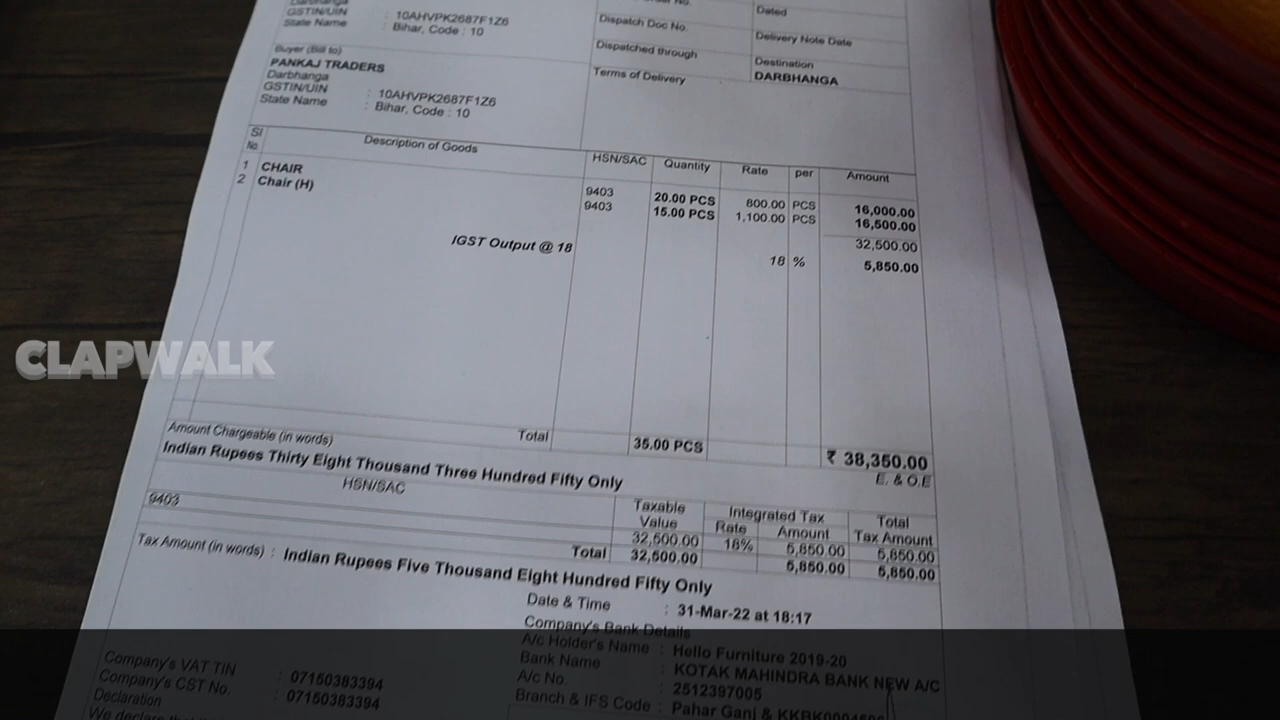 Darbhanga
GSTIN/UIN : 10AHVPK2687F1Z6
State Name : Bihar, Code : 10
Buyer (Bill to)
PANKAJ TRADERS
Darbhanga
GSTIN/UIN : 10AHVPK2687F1Z6
State Name : Bihar, Code : 10
Dated
Dispatch Doc No.
Delivery Note Date
Dispatched through
Destination
DARBHANGA
Terms of Delivery
Sl No. Description of Goods HSN/SAC Quantity Rate per Amount
1 CHAIR 9403 20.00 PCS 800.00 PCS 16,000.00
2 Chair (H) 9403 15.00 PCS 1,100.00 PCS 16,500.00
32,500.00
IGST Output @ 18 18 % 5,850.00
CLAPWALK
Total 35.00 PCS ₹ 38,350.00
Amount Chargeable (in words) E. & O.E
Indian Rupees Thirty Eight Thousand Three Hundred Fifty Only
HSN/SAC Taxable Value Integrated Tax Rate Amount Total Tax Amount
9403 32,500.00 18% 5,850.00 5,850.00
Total 32,500.00 5,850.00 5,850.00
Tax Amount (in words) : Indian Rupees Five Thousand Eight Hundred Fifty Only
Date & Time : 31-Mar-22 at 18:17
Company's Bank Details
A/c Holder's Name : Hello Furniture 2019-20
Bank Name : KOTAK MAHINDRA BANK NEW A/C
A/c No. : 2512397005
Branch & IFS Code : Pahar Ganj &
Company's VAT TIN : 07150383394
Company's CST No. : 07150383394
Declaration
We declare